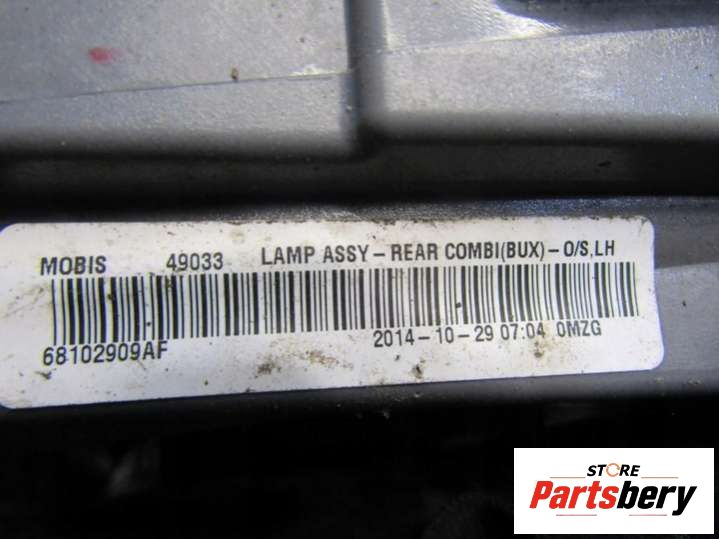 MOBIS 49033 LAMP ASSY-REAR COMBI(BUX)-O/S,LH
68102909AF 2014-10-29 07:04 0MZG
STORE
Partsbery